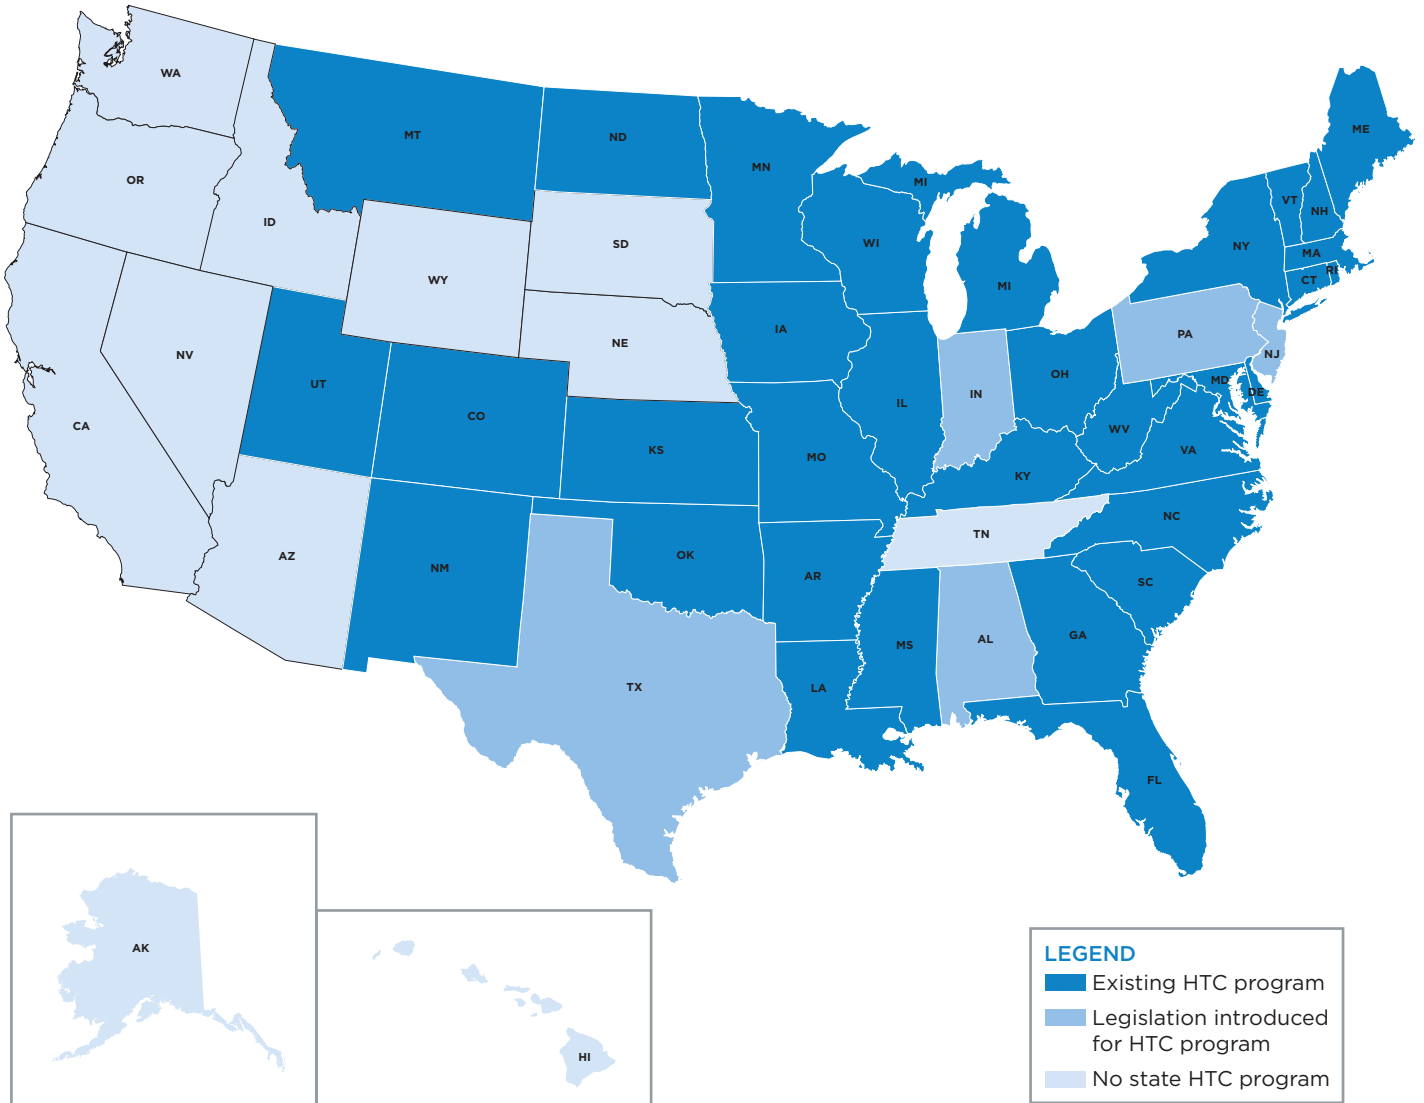 WA
MT
ND
MN
ME
OR
ID
SD
WY
WI
MI
MI
VT
NH
NY
MA
RI
CT
NV
NE
IA
PA
NJ
UT
CO
CA
KS
MO
IL
IN
OH
MD
DE
WV
VA
KY
NC
TN
AZ
NM
OK
AR
SC
MS
AL
GA
TX
LA
FL
AK
HI
LEGEND
Existing HTC program
Legislation introduced
for HTC program
No state HTC program